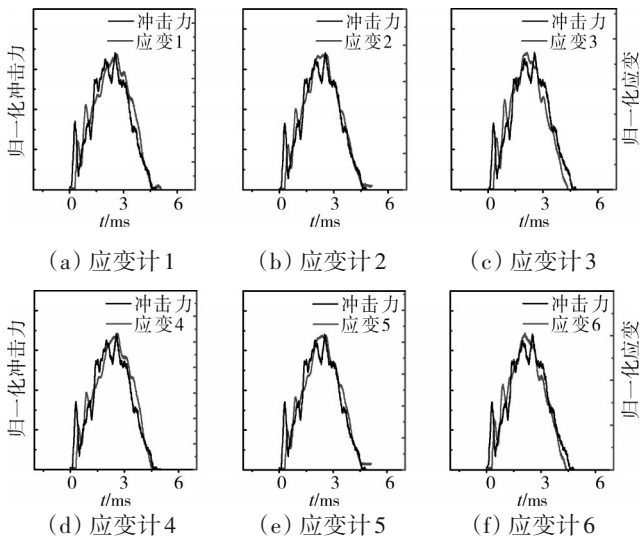 冲击力
应变1
归一化冲击力
0 3 6
t/ms
(a) 应变计1
冲击力
应变2
0 3 6
t/ms
(b) 应变计2
冲击力
应变3
归一化应变
0 3 6
t/ms
(c) 应变计3
冲击力
应变4
归一化冲击力
0 3 6
t/ms
(d) 应变计4
冲击力
应变5
0 3 6
t/ms
(e) 应变计5
冲击力
应变6
归一化应变
0 3 6
t/ms
(f) 应变计6